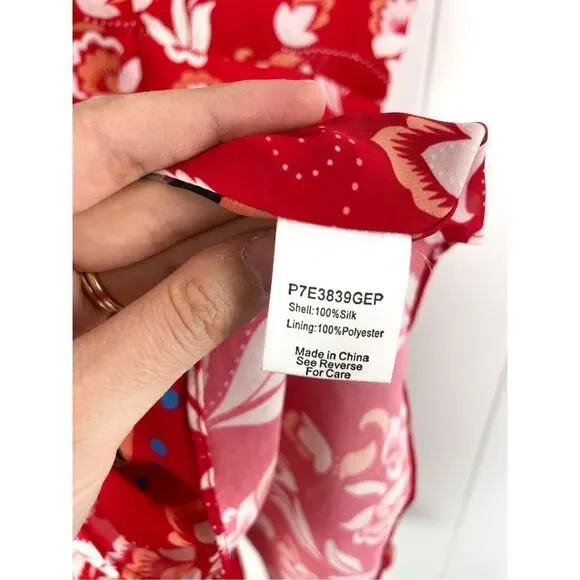 P7E3839GEP
Shell:100%Silk
Lining:100%Polyester
Made in China
See Reverse
For Care